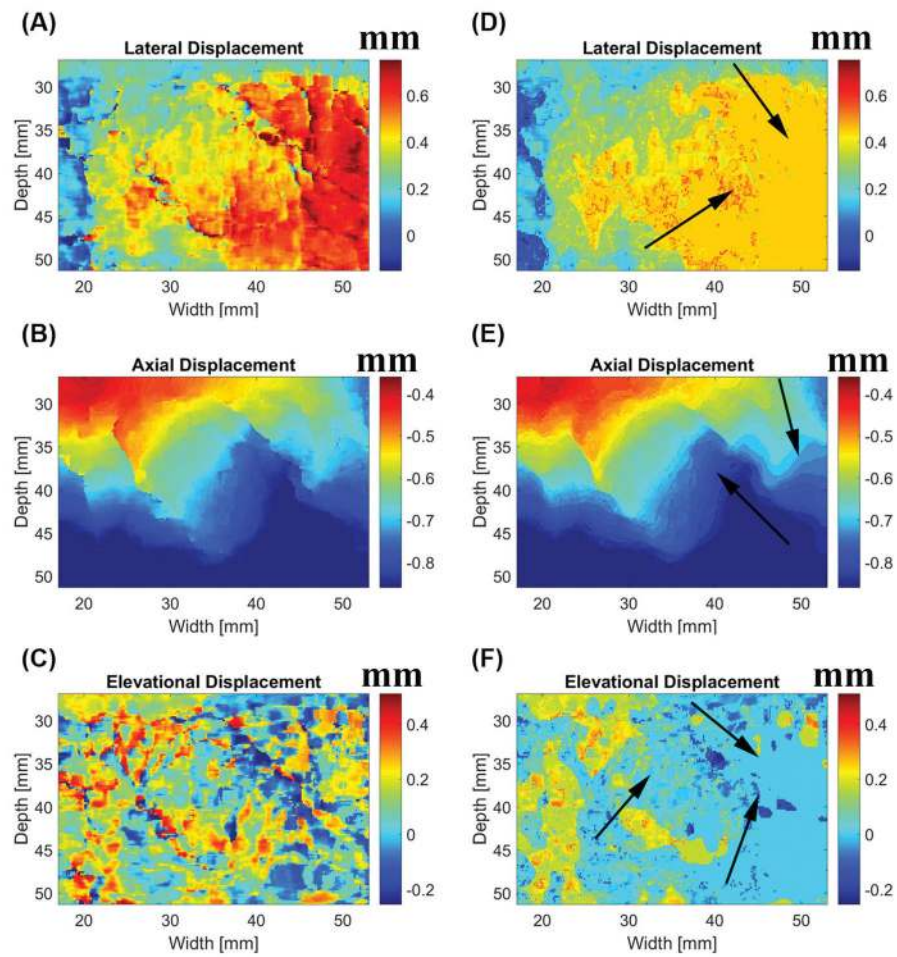 (A)
Lateral Displacement
mm
Depth [mm]
30
35
40
45
50
20
30
40
50
Width [mm]
0.6
0.4
0.2
0
(D)
Lateral Displacement
mm
Depth [mm]
30
35
40
45
50
20
30
40
50
Width [mm]
0.6
0.4
0.2
0
(B)
Axial Displacement
mm
Depth [mm]
30
35
40
45
50
20
30
40
50
Width [mm]
-0.4
-0.5
-0.6
-0.7
-0.8
(E)
Axial Displacement
mm
Depth [mm]
30
35
40
45
50
20
30
40
50
Width [mm]
-0.4
-0.5
-0.6
-0.7
-0.8
(C)
Elevational Displacement
mm
Depth [mm]
30
35
40
45
50
20
30
40
50
Width [mm]
0.4
0.2
0
-0.2
(F)
Elevational Displacement
mm
Depth [mm]
30
35
40
45
50
20
30
40
50
Width [mm]
0.4
0.2
0
-0.2